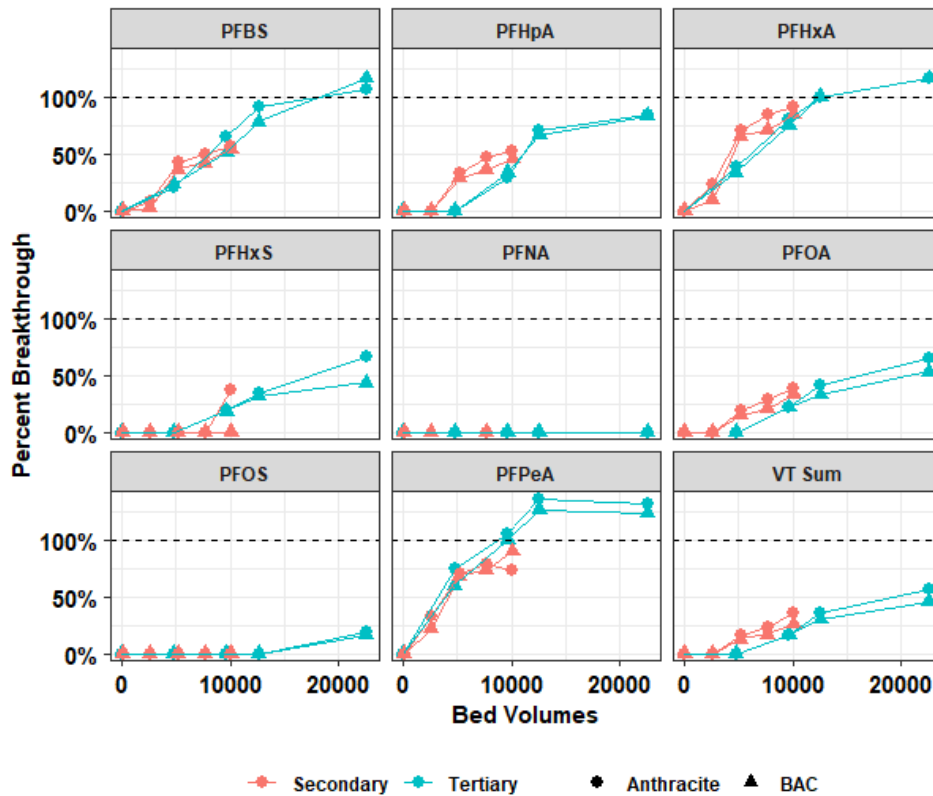 PFBS PFHpA PFHxA
100%
50%
0%
PFHxS PFNA PFOA
100%
50%
0%
PFOS PFPeA VT Sum
100%
50%
0%
0 10000 20000 0 10000 20000 0 10000 20000
Percent Breakthrough
Bed Volumes
Secondary Tertiary Anthracite BAC